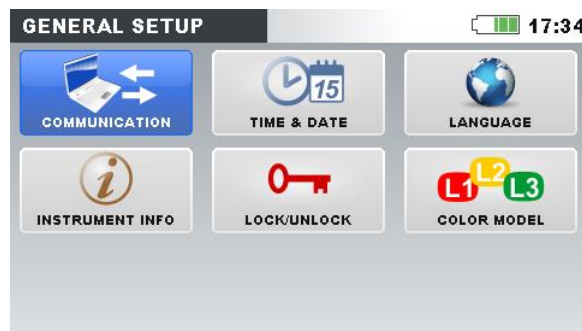 GENERAL SETUP 17:34
15
COMMUNICATION TIME & DATE LANGUAGE
i L1 L2 L3
INSTRUMENT INFO LOCK/UNLOCK COLOR MODEL